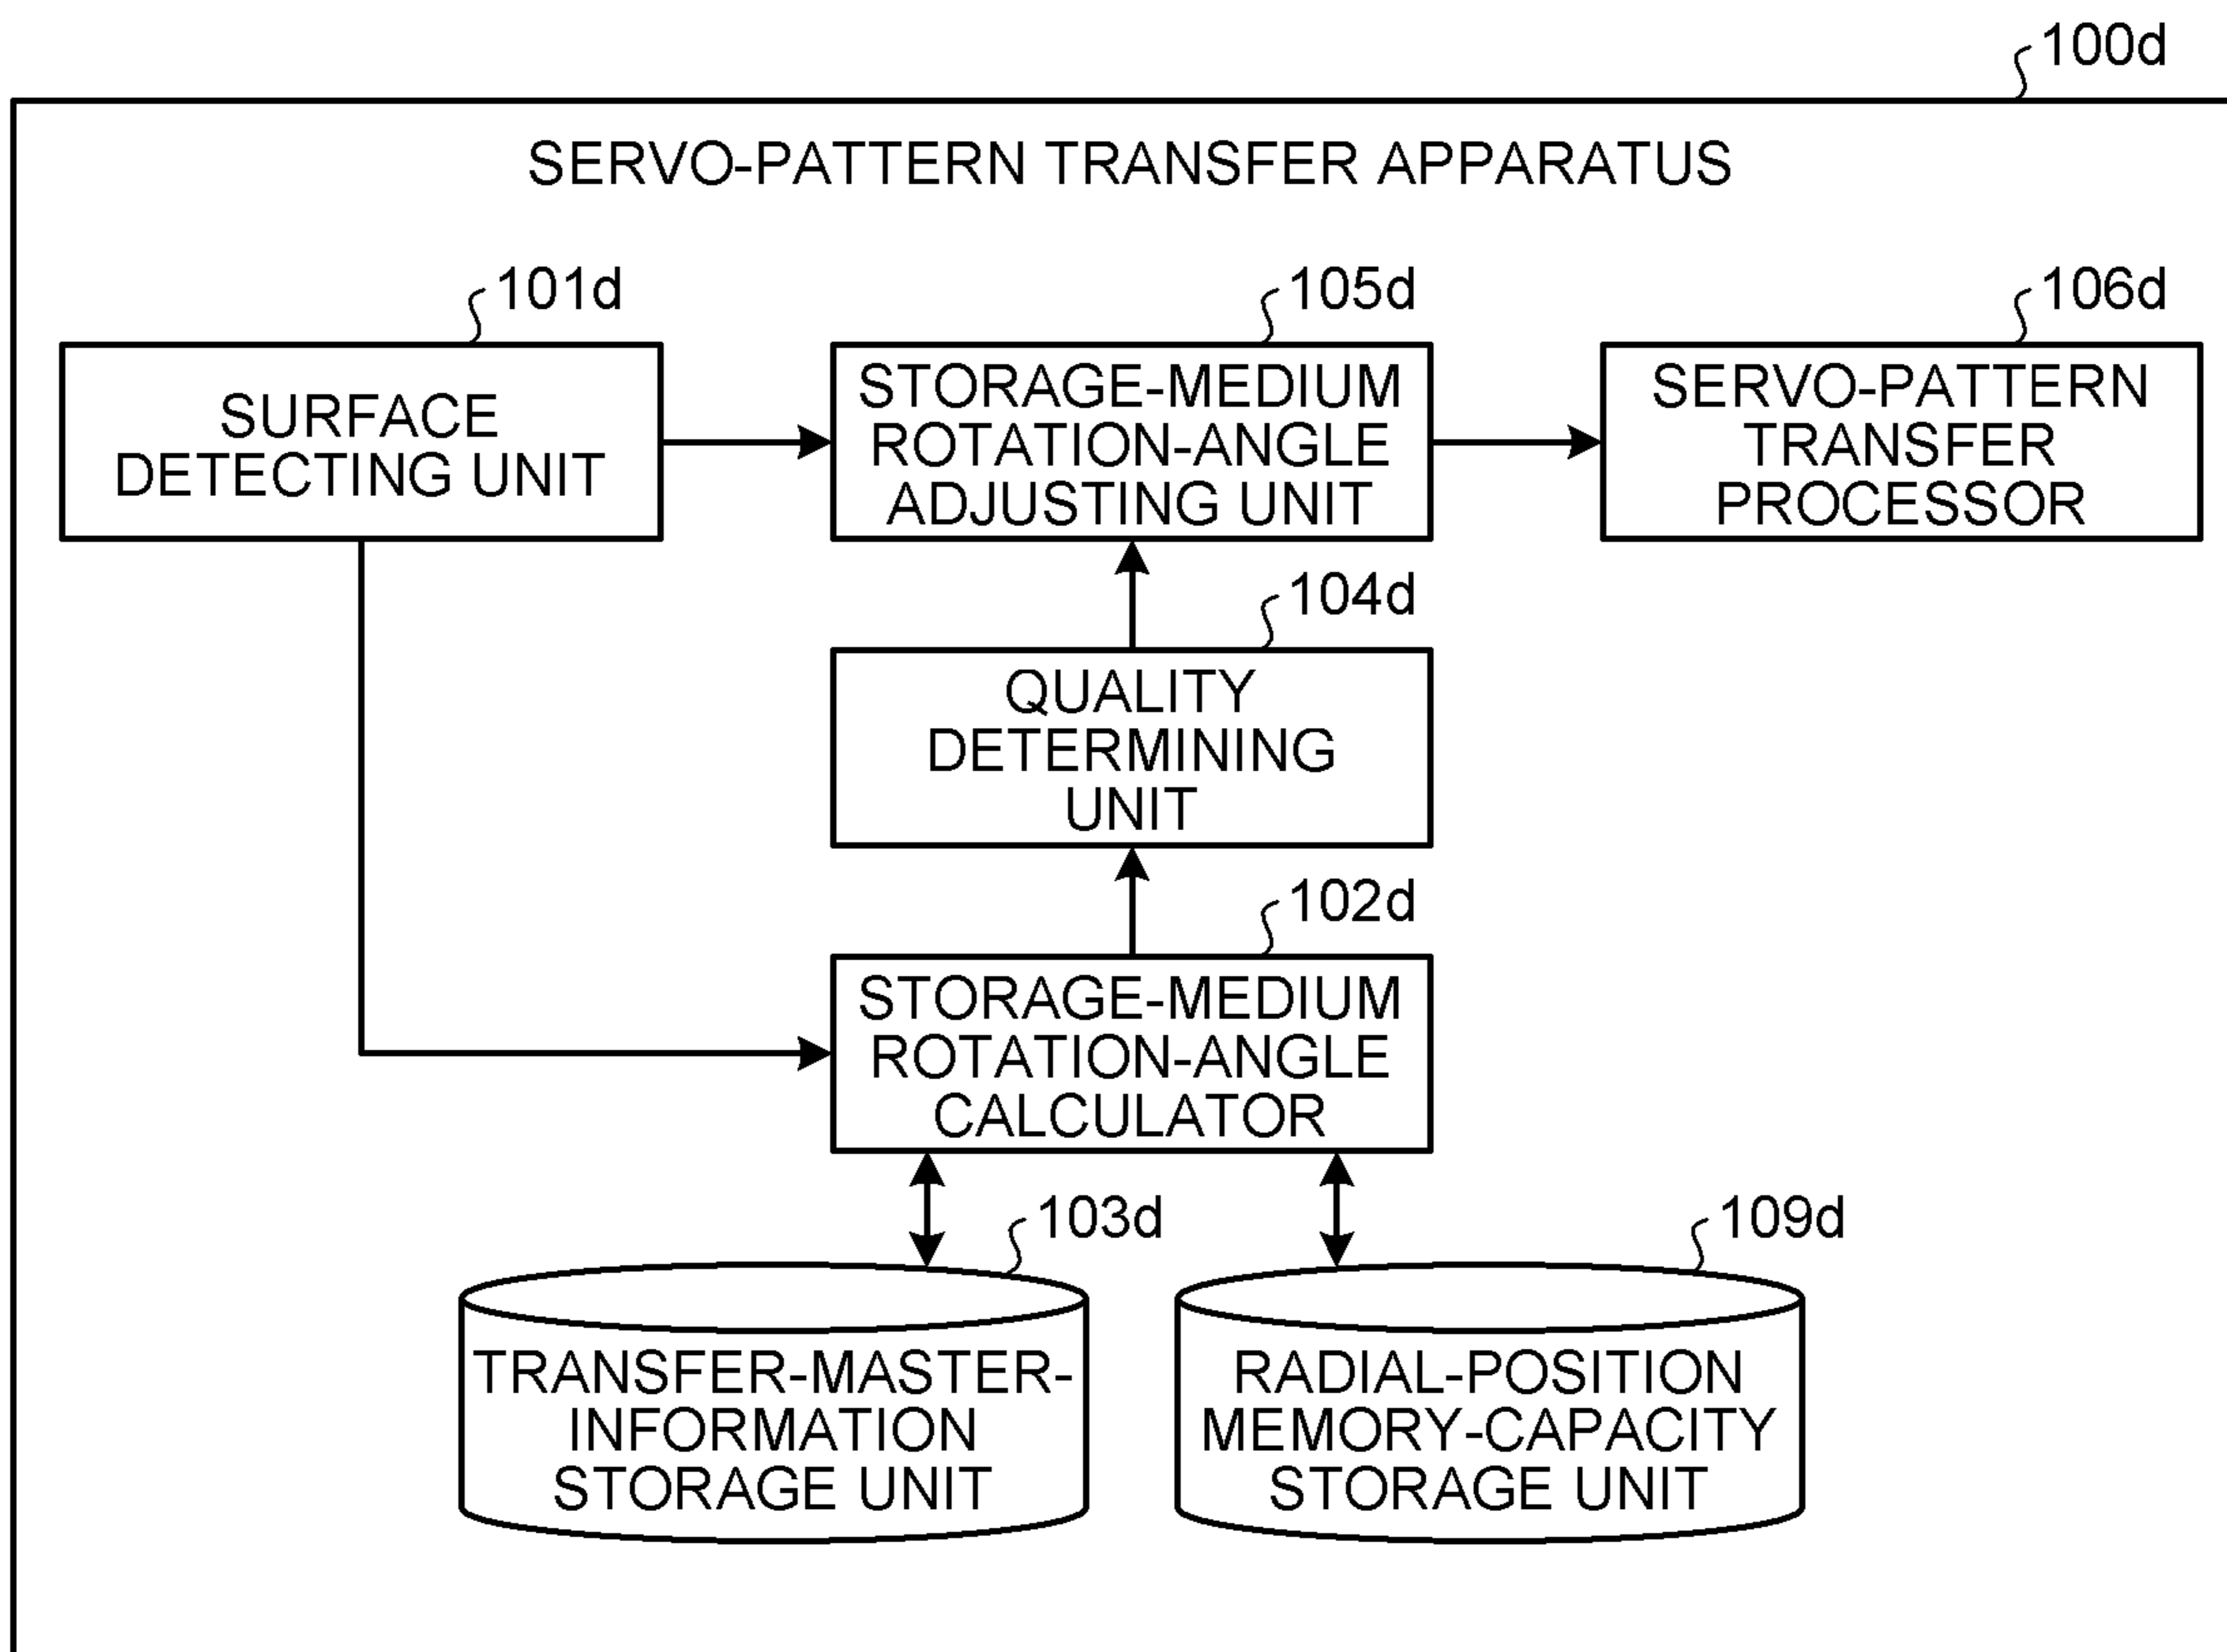 100d
SERVO-PATTERN TRANSFER APPARATUS
101d
SURFACE
DETECTING UNIT
105d
STORAGE-MEDIUM
ROTATION-ANGLE
ADJUSTING UNIT
106d
SERVO-PATTERN
TRANSFER
PROCESSOR
104d
QUALITY
DETERMINING
UNIT
102d
STORAGE-MEDIUM
ROTATION-ANGLE
CALCULATOR
103d
TRANSFER-MASTER-
INFORMATION
STORAGE UNIT
109d
RADIAL-POSITION
MEMORY-CAPACITY
STORAGE UNIT